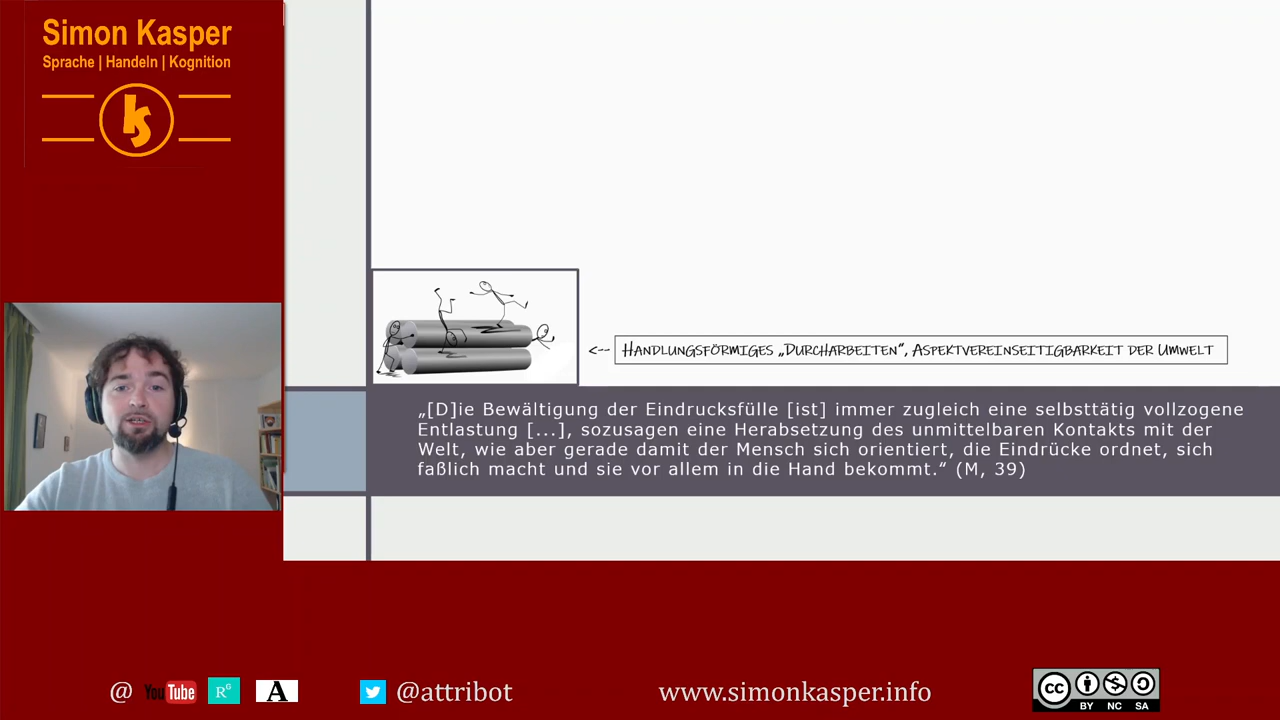 Simon Kasper
Sprache | Handeln | Kognition
ks
<-- Handlungsförmiges „Durcharbeiten“, Aspektvereinseitigbarkeit der Umwelt
„[D]ie Bewältigung der Eindrucksfülle [ist] immer zugleich eine selbsttätig vollzogene
Entlastung [...], sozusagen eine Herabsetzung des unmittelbaren Kontakts mit der
Welt, wie aber gerade damit der Mensch sich orientiert, die Eindrücke ordnet, sich
faßlich macht und sie vor allem in die Hand bekommt.“ (M, 39)
@ YouTube RG A @attribot www.simonkasper.info
cc BY NC SA